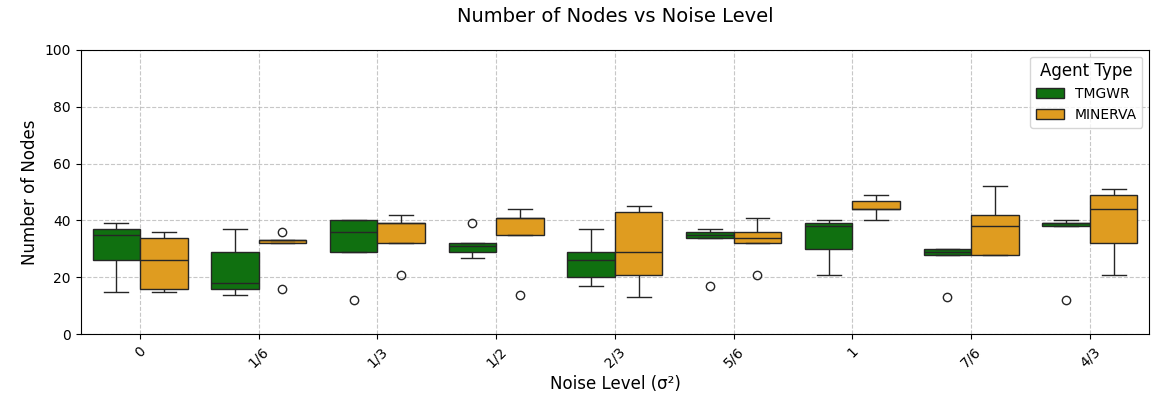 Number of Nodes vs Noise Level
100
80
60
40
20
0
Number of Nodes
Agent Type
TMGWR
MINERVA
0
1/6
1/3
1/2
2/3
5/6
1
7/6
4/3
Noise Level (σ²)